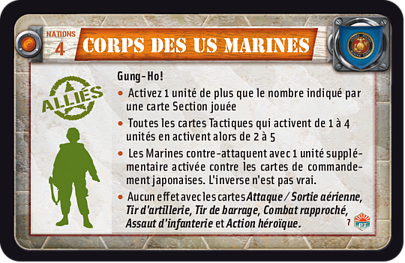 NATIONS
4
CORPS DES US MARINES
ALLIÉS
Gung-Ho!
• Activez 1 unité de plus que le nombre indiqué par
une carte Section jouée
• Toutes les cartes Tactiques qui activent de 1 à 4
unités en activent alors de 2 à 5
• Les Marines contre-attaquent avec 1 unité supplé-
mentaire activée contre les cartes de commande-
ment japonaises. L'inverse n'est pas vrai.
• Aucun effet avec les cartes Attaque / Sortie aérienne,
Tir d'artillerie, Tir de barrage, Combat rapproché,
Assaut d'infanterie et Action héroïque.
7